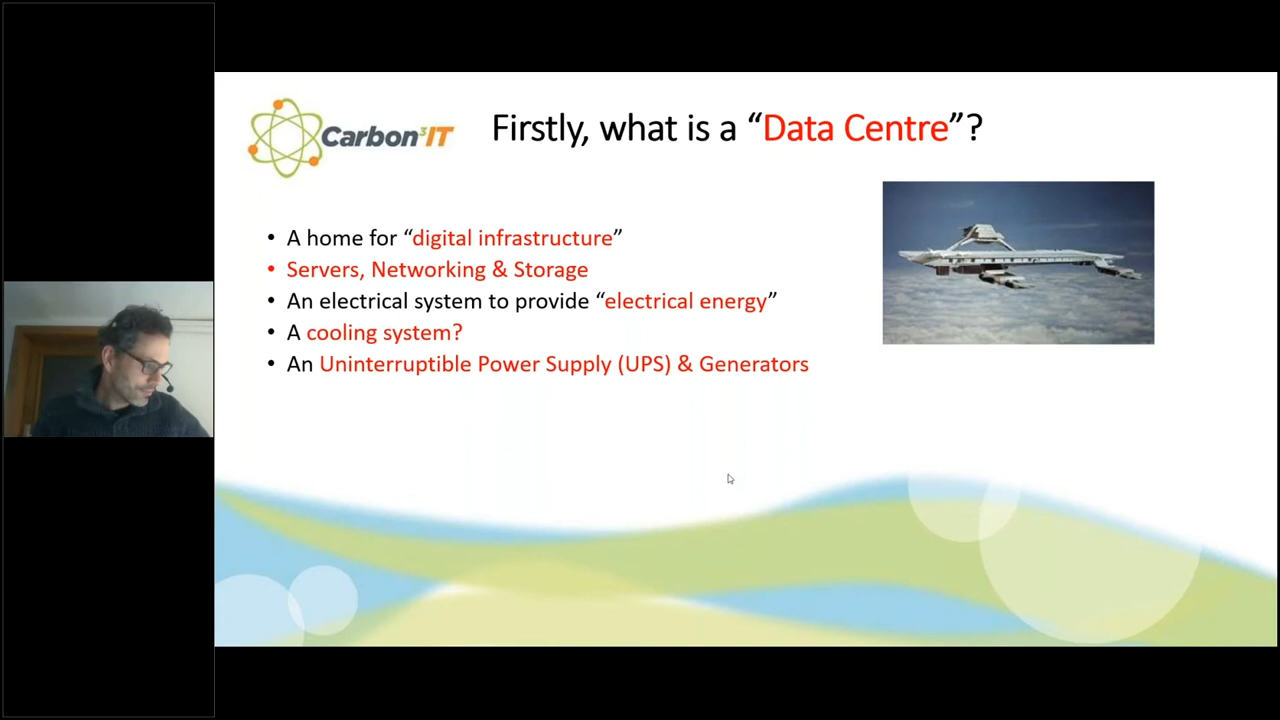 Carbon³IT
Firstly, what is a “Data Centre”?
• A home for “digital infrastructure”
• Servers, Networking & Storage
• An electrical system to provide “electrical energy”
• A cooling system?
• An Uninterruptible Power Supply (UPS) & Generators